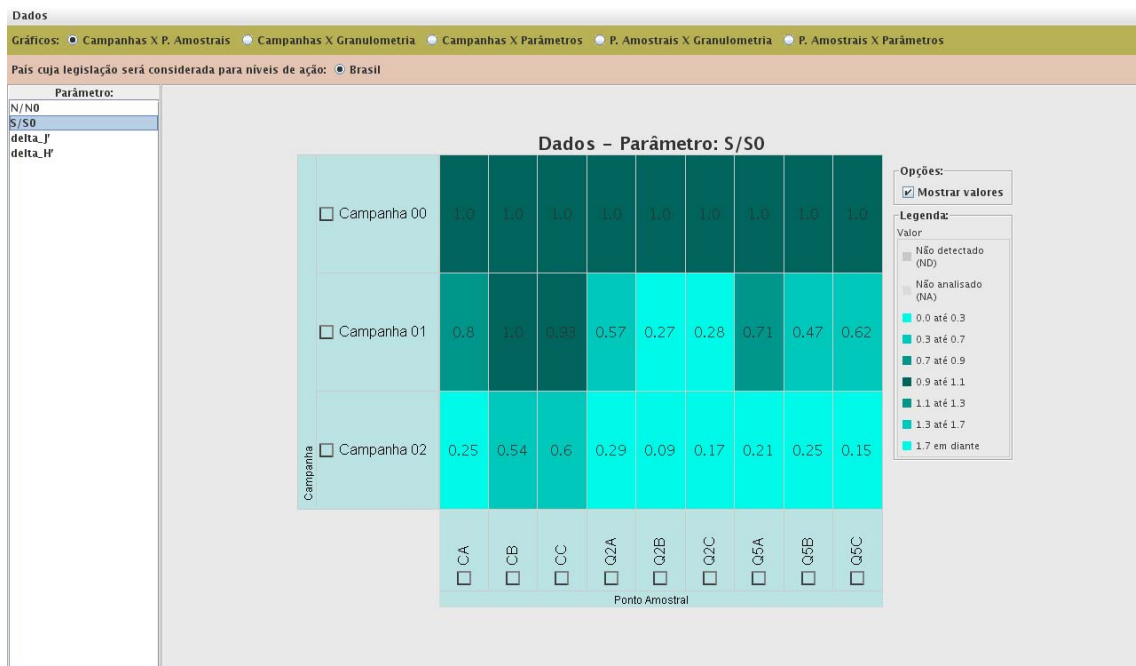 Dados
Gráficos: Campanhas X P. Amostrais Campanhas X Granulometria Campanhas X Parâmetros P. Amostrais X Granulometria P. Amostrais X Parâmetros
País cuja legislação será considerada para níveis de ação: Brasil
Parâmetro:
N/N0
S/S0
delta_J'
delta_H'
Dados - Parâmetro: S/S0
Campanha 00 1.0 1.0 1.0 1.0 1.0 1.0 1.0 1.0 1.0
Campanha 01 0.8 1.0 0.93 0.57 0.27 0.28 0.71 0.47 0.62
Campanha 02 0.25 0.54 0.6 0.29 0.09 0.17 0.21 0.25 0.15
Campanha
CA CB CC Q2A Q2B Q2C Q5A Q5B Q5C
Ponto Amostral
Opções:
Mostrar valores
Legenda:
Valor
Não detectado
(ND)
Não analisado
(NA)
0.0 até 0.3
0.3 até 0.7
0.7 até 0.9
0.9 até 1.1
1.1 até 1.3
1.3 até 1.7
1.7 em diante